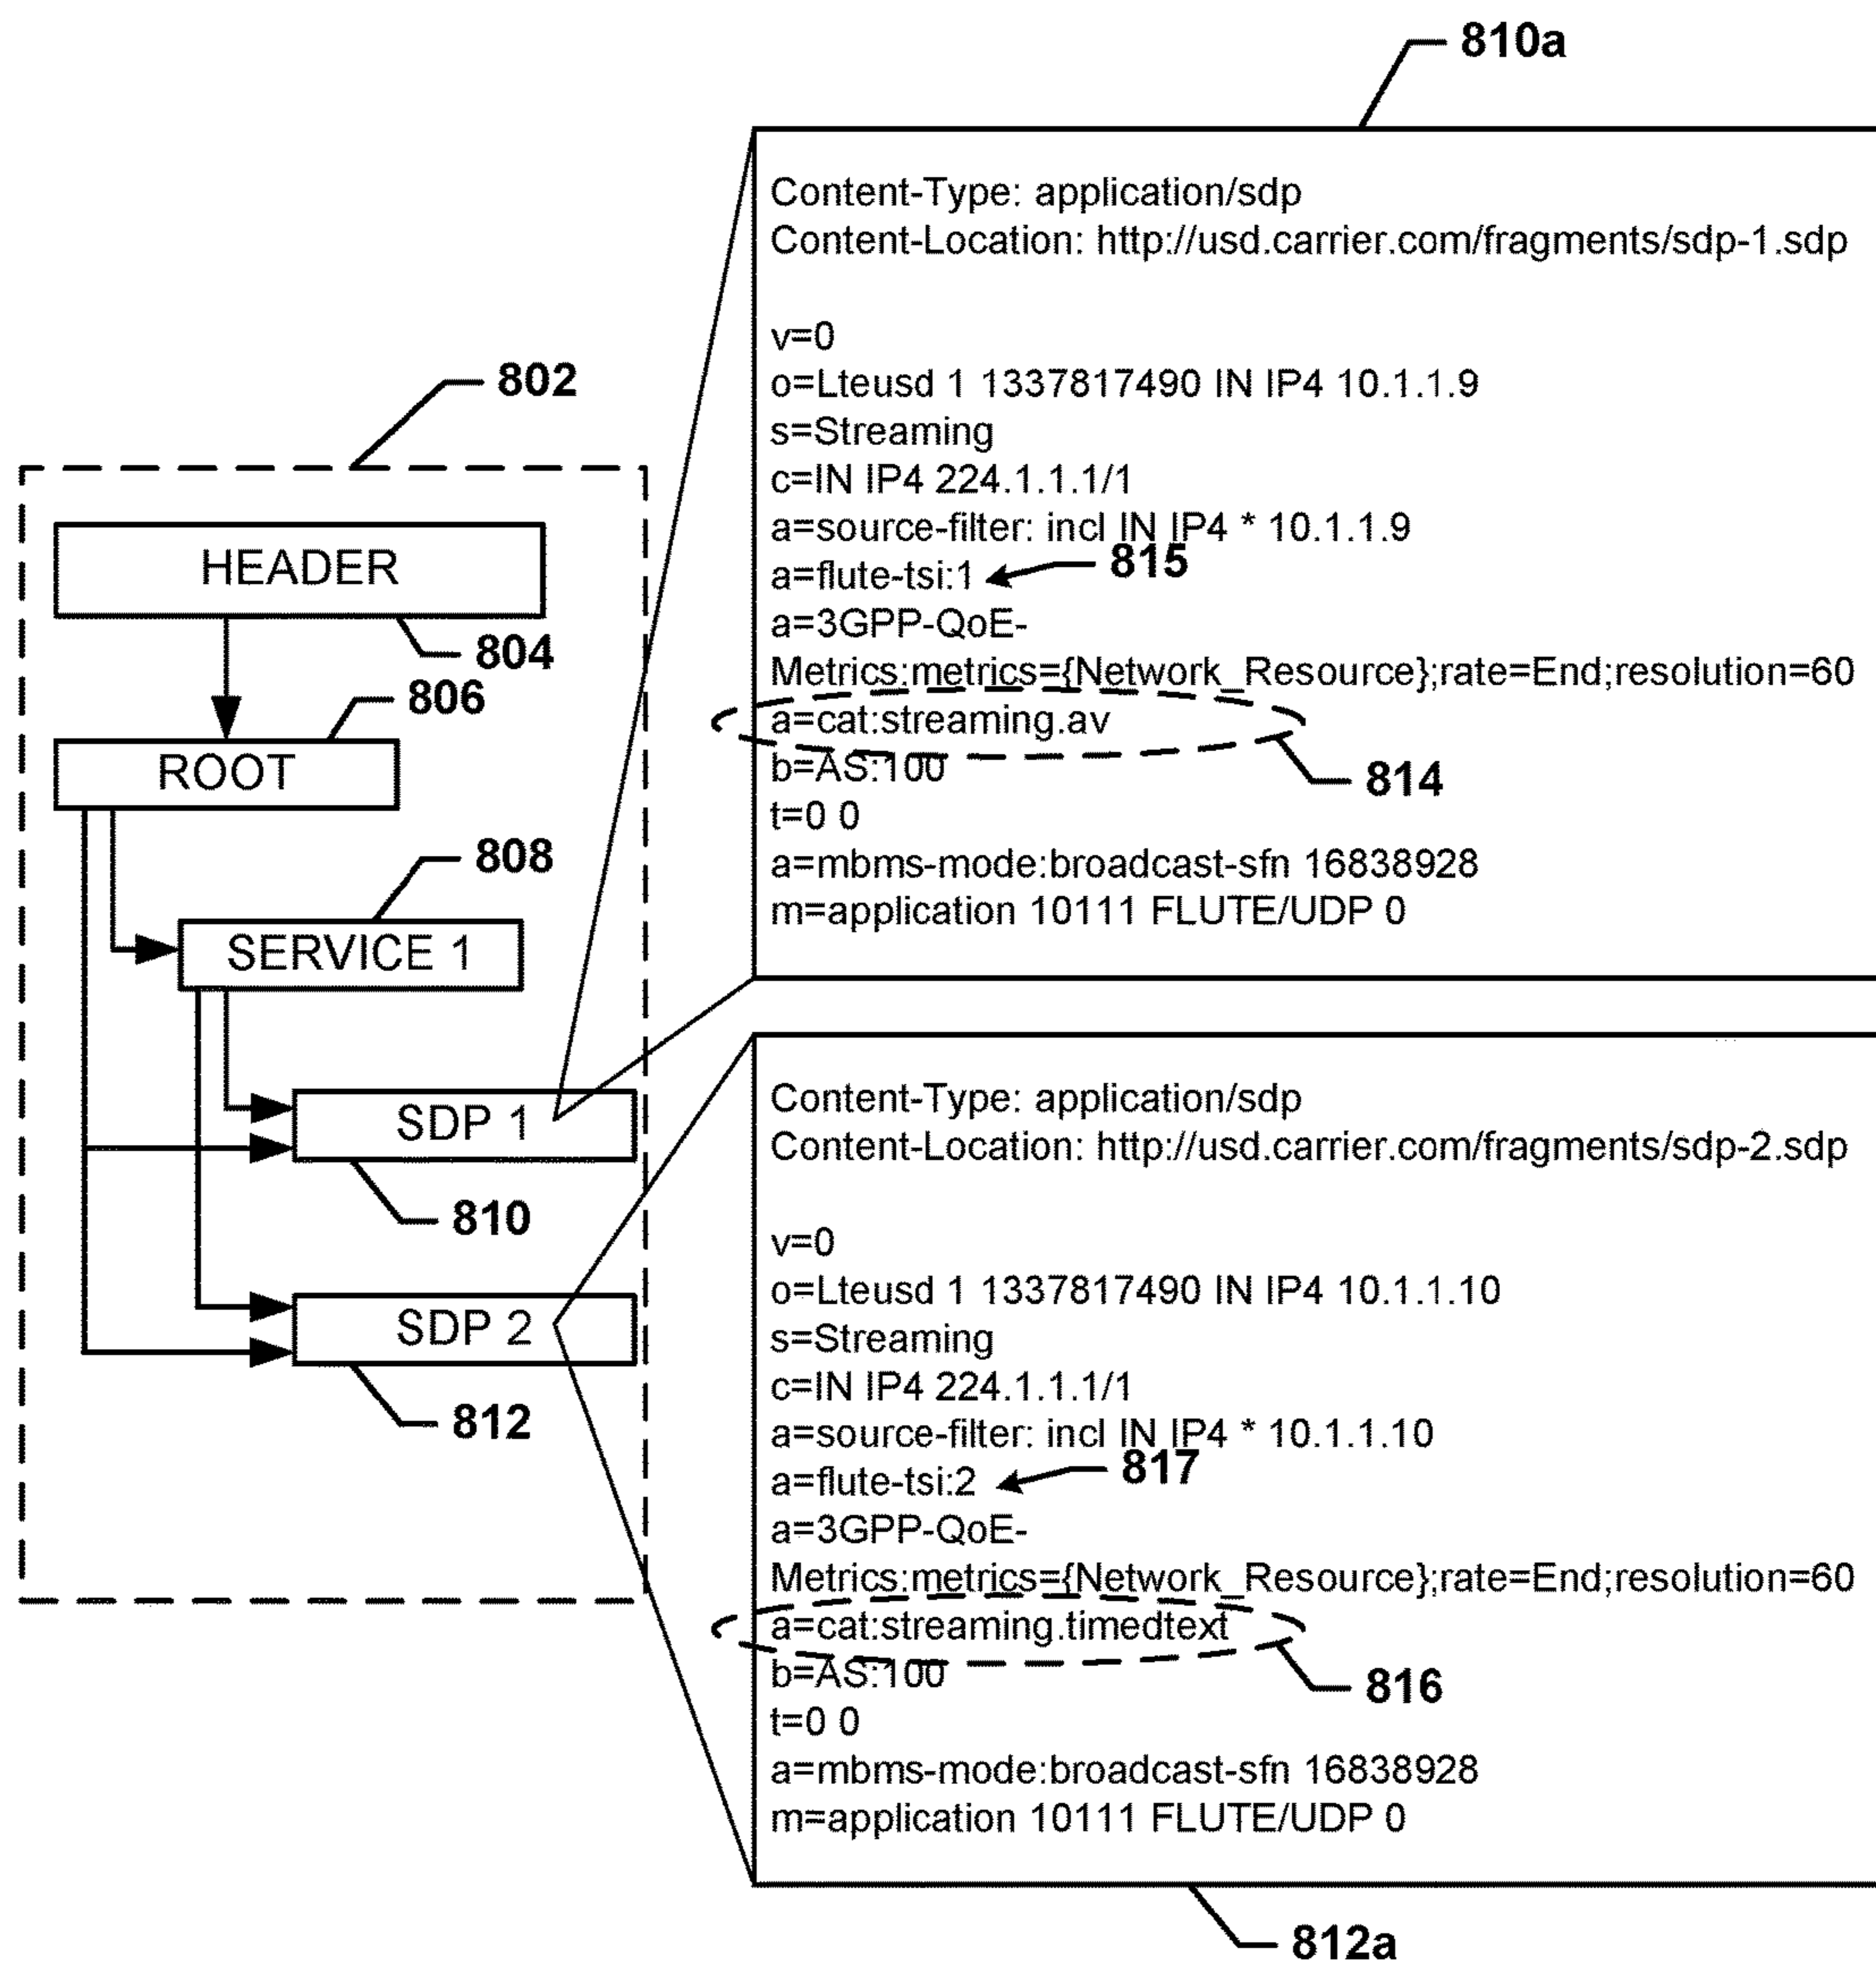 810a
Content-Type: application/sdp
Content-Location: http://usd.carrier.com/fragments/sdp-1.sdp
v=0
o=Lteusd 1 1337817490 IN IP4 10.1.1.9
s=Streaming
c=IN IP4 224.1.1.1/1
a=source-filter: incl IN IP4 * 10.1.1.9
a=flute-tsi:1
815
a=3GPP-QoE-
Metrics:metrics={Network_Resource};rate=End;resolution=60
a=cat:streaming.av
814
b=AS:100
t=0 0
a=mbms-mode:broadcast-sfn 16838928
m=application 10111 FLUTE/UDP 0
802
HEADER
804
806
ROOT
808
SERVICE 1
SDP 1
810
SDP 2
812
Content-Type: application/sdp
Content-Location: http://usd.carrier.com/fragments/sdp-2.sdp
v=0
o=Lteusd 1 1337817490 IN IP4 10.1.1.10
s=Streaming
c=IN IP4 224.1.1.1/1
a=source-filter: incl IN IP4 * 10.1.1.10
a=flute-tsi:2
817
a=3GPP-QoE-
Metrics:metrics={Network_Resource};rate=End;resolution=60
a=cat:streaming.timedtext
816
b=AS:100
t=0 0
a=mbms-mode:broadcast-sfn 16838928
m=application 10111 FLUTE/UDP 0
812a